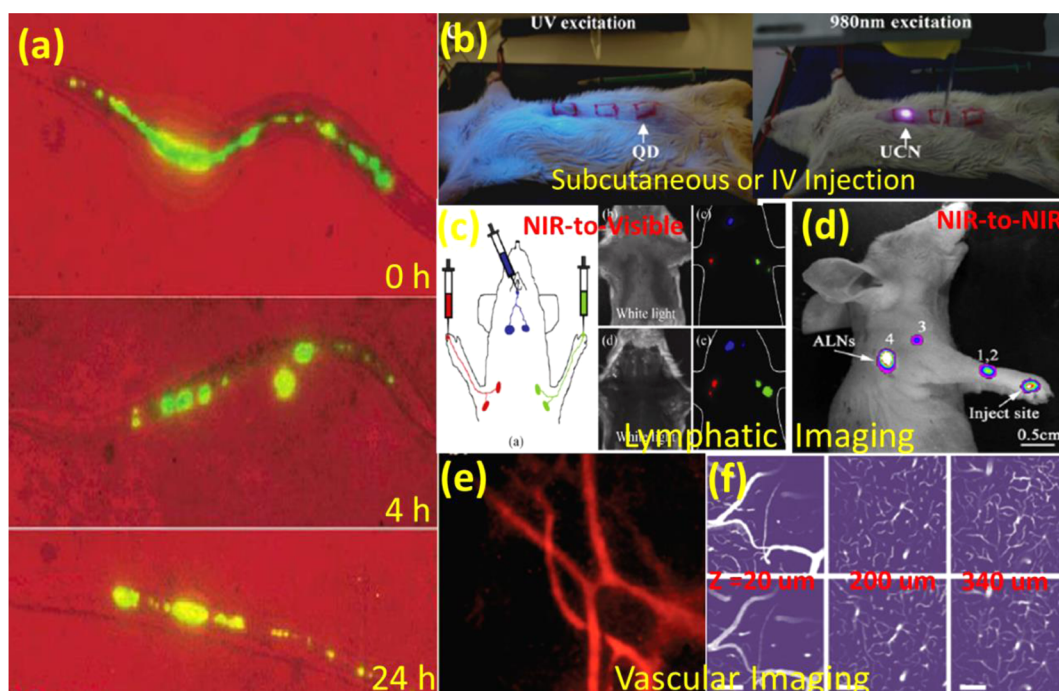 (a)
0 h
4 h
24 h
(b)
UV excitation
980nm excitation
QD
UCN
Subcutaneous or IV Injection
(c)
NIR-to-Visible
(b)
(c)
White light
(d)
(e)
White light
(a)
Lymphatic Imaging
(d)
NIR-to-NIR
ALNs
4
3
1,2
Inject site
0.5cm
(e)
(f)
Z =20 um
200 um
340 um
Vascular Imaging